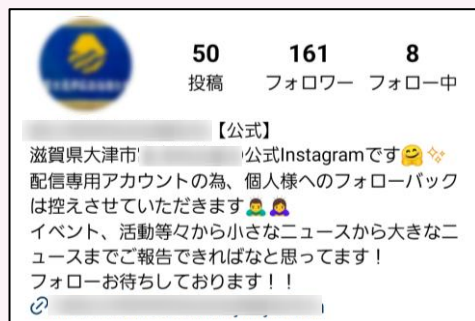 50 161 8
投稿 フォロワー フォロー中
【公式】
滋賀県大津市 公式Instagramです🤗✨
配信専用アカウントの為、個人様へのフォローバック
は控えさせていただきます🙇‍♂️🙇‍♀️
イベント、活動等々から小さなニュースから大きなニ
ュースまでご報告できればなと思ってます！
フォローお待ちしております！！